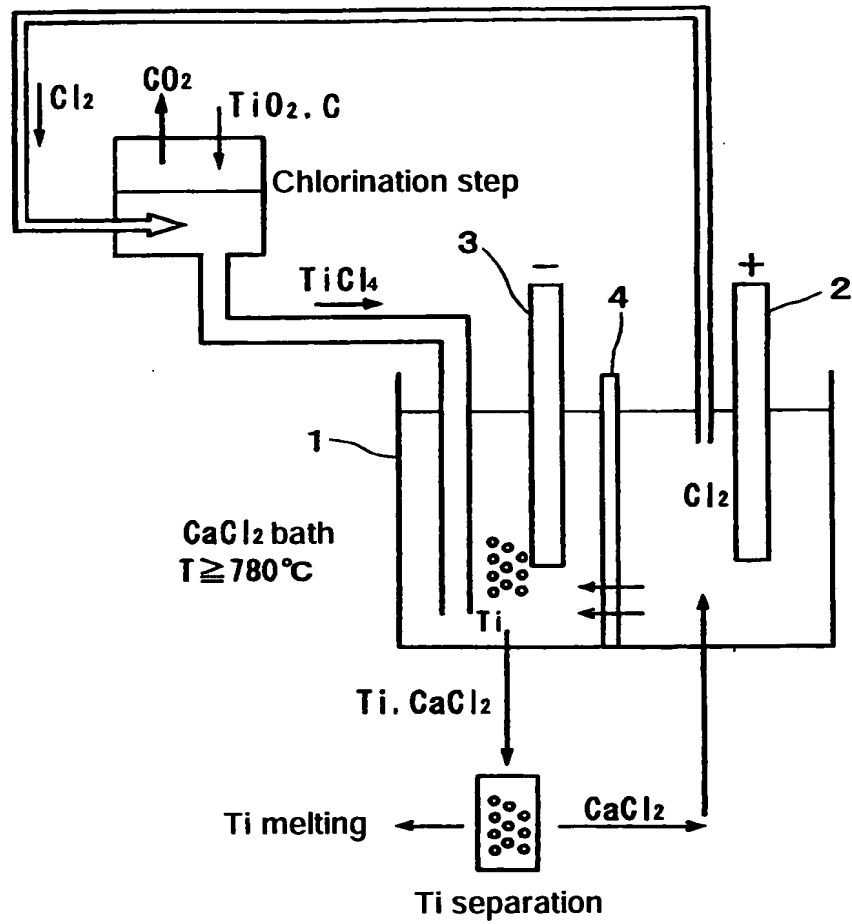 CO2
Cl2
TiO2. C
Chlorination step
3
−
+
2
TiCl4
4
1
Cl2
CaCl2 bath
T≧780℃
Ti
Ti. CaCl2
Ti melting
CaCl2
Ti separation